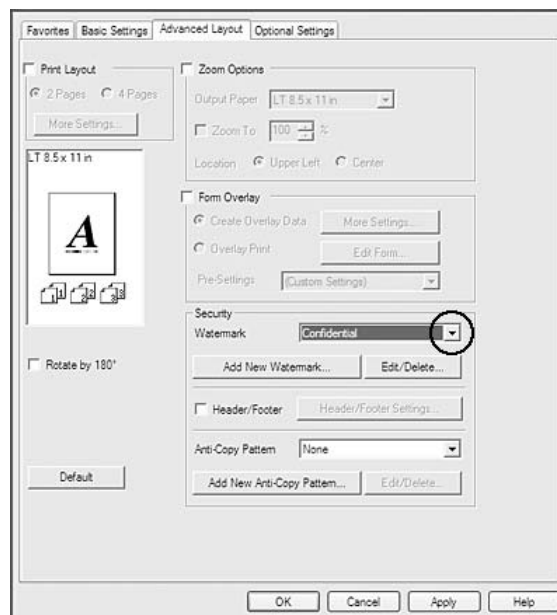 Favorites Basic Settings Advanced Layout Optional Settings
Print Layout
2 Pages 4 Pages
More Settings...
LT 8.5 x 11 in
A
1 2 3
Rotate by 180°
Default
Zoom Options
Output Paper LT 8.5 x 11 in
Zoom To 100 %
Location Upper Left Center
Form Overlay
Create Overlay Data More Settings...
Overlay Print Edit Form...
Pre-Settings (Custom Settings)
Security
Watermark Confidential
Add New Watermark... Edit/Delete...
Header/Footer Header/Footer Settings...
Anti-Copy Pattern None
Add New Anti-Copy Pattern... Edit/Delete...
OK Cancel Apply Help